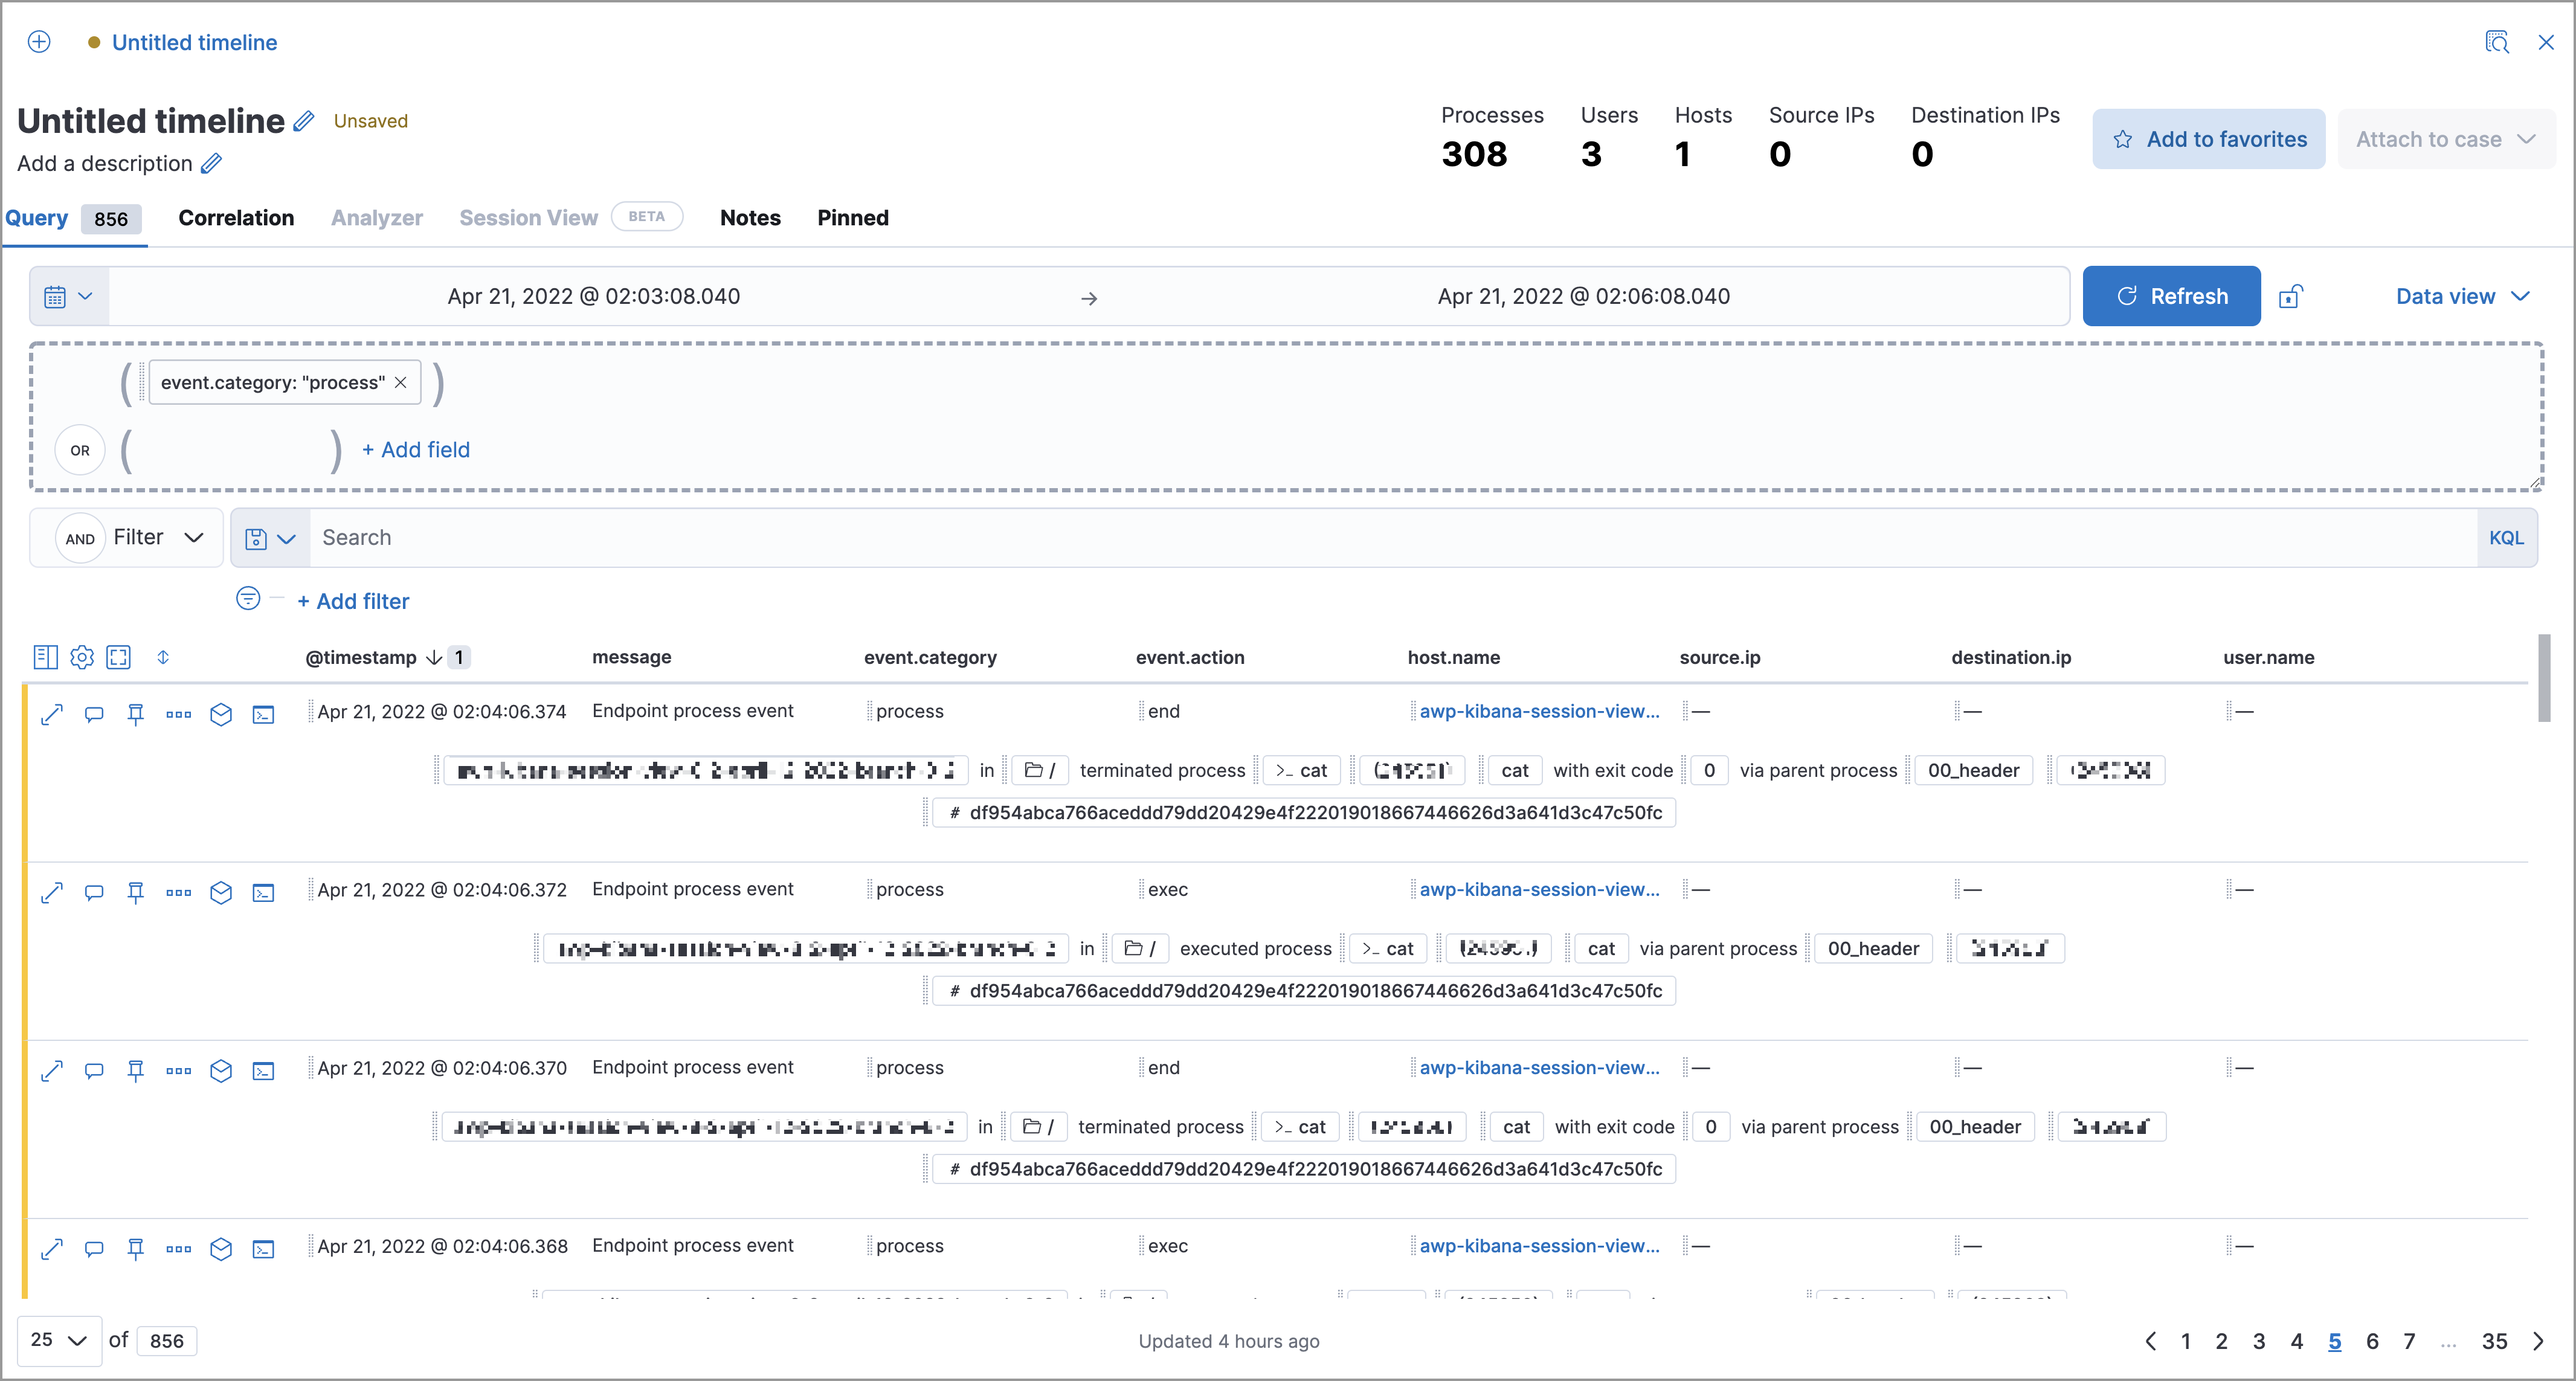 Untitled timeline
Untitled timeline Unsaved
Add a description
Processes Users Hosts Source IPs Destination IPs
308 3 1 0 0
Add to favorites Attach to case
Query 856 Correlation Analyzer Session View BETA Notes Pinned
Apr 21, 2022 @ 02:03:08.040 → Apr 21, 2022 @ 02:06:08.040 Refresh Data view
( event.category: "process" × )
OR ( ) + Add field
AND Filter Search KQL
+ Add filter
@timestamp 1 message event.category event.action host.name source.ip destination.ip user.name
Apr 21, 2022 @ 02:04:06.374 Endpoint process event process end awp-kibana-session-view... — — —
in / terminated process >_ cat cat with exit code 0 via parent process 00_header
# df954abca766aceddd79dd20429e4f222019018667446626d3a641d3c47c50fc
Apr 21, 2022 @ 02:04:06.372 Endpoint process event process exec awp-kibana-session-view... — — —
in / executed process >_ cat cat via parent process 00_header
# df954abca766aceddd79dd20429e4f222019018667446626d3a641d3c47c50fc
Apr 21, 2022 @ 02:04:06.370 Endpoint process event process end awp-kibana-session-view... — — —
in / terminated process >_ cat cat with exit code 0 via parent process 00_header
# df954abca766aceddd79dd20429e4f222019018667446626d3a641d3c47c50fc
Apr 21, 2022 @ 02:04:06.368 Endpoint process event process exec awp-kibana-session-view... — — —
25 of 856 Updated 4 hours ago 1 2 3 4 5 6 7 ... 35